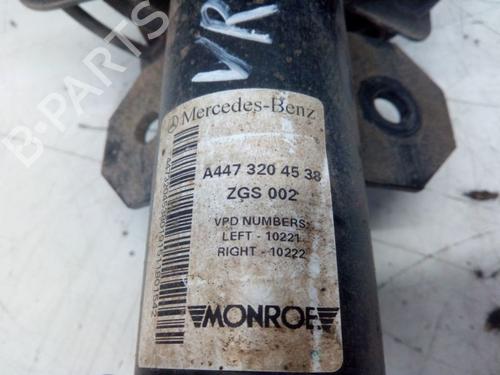 VR
B-PARTS
Mercedes-Benz
A447 320 45 38
ZGS 002
VPD NUMBERS:
LEFT - 10221
RIGHT - 10222
MONROE